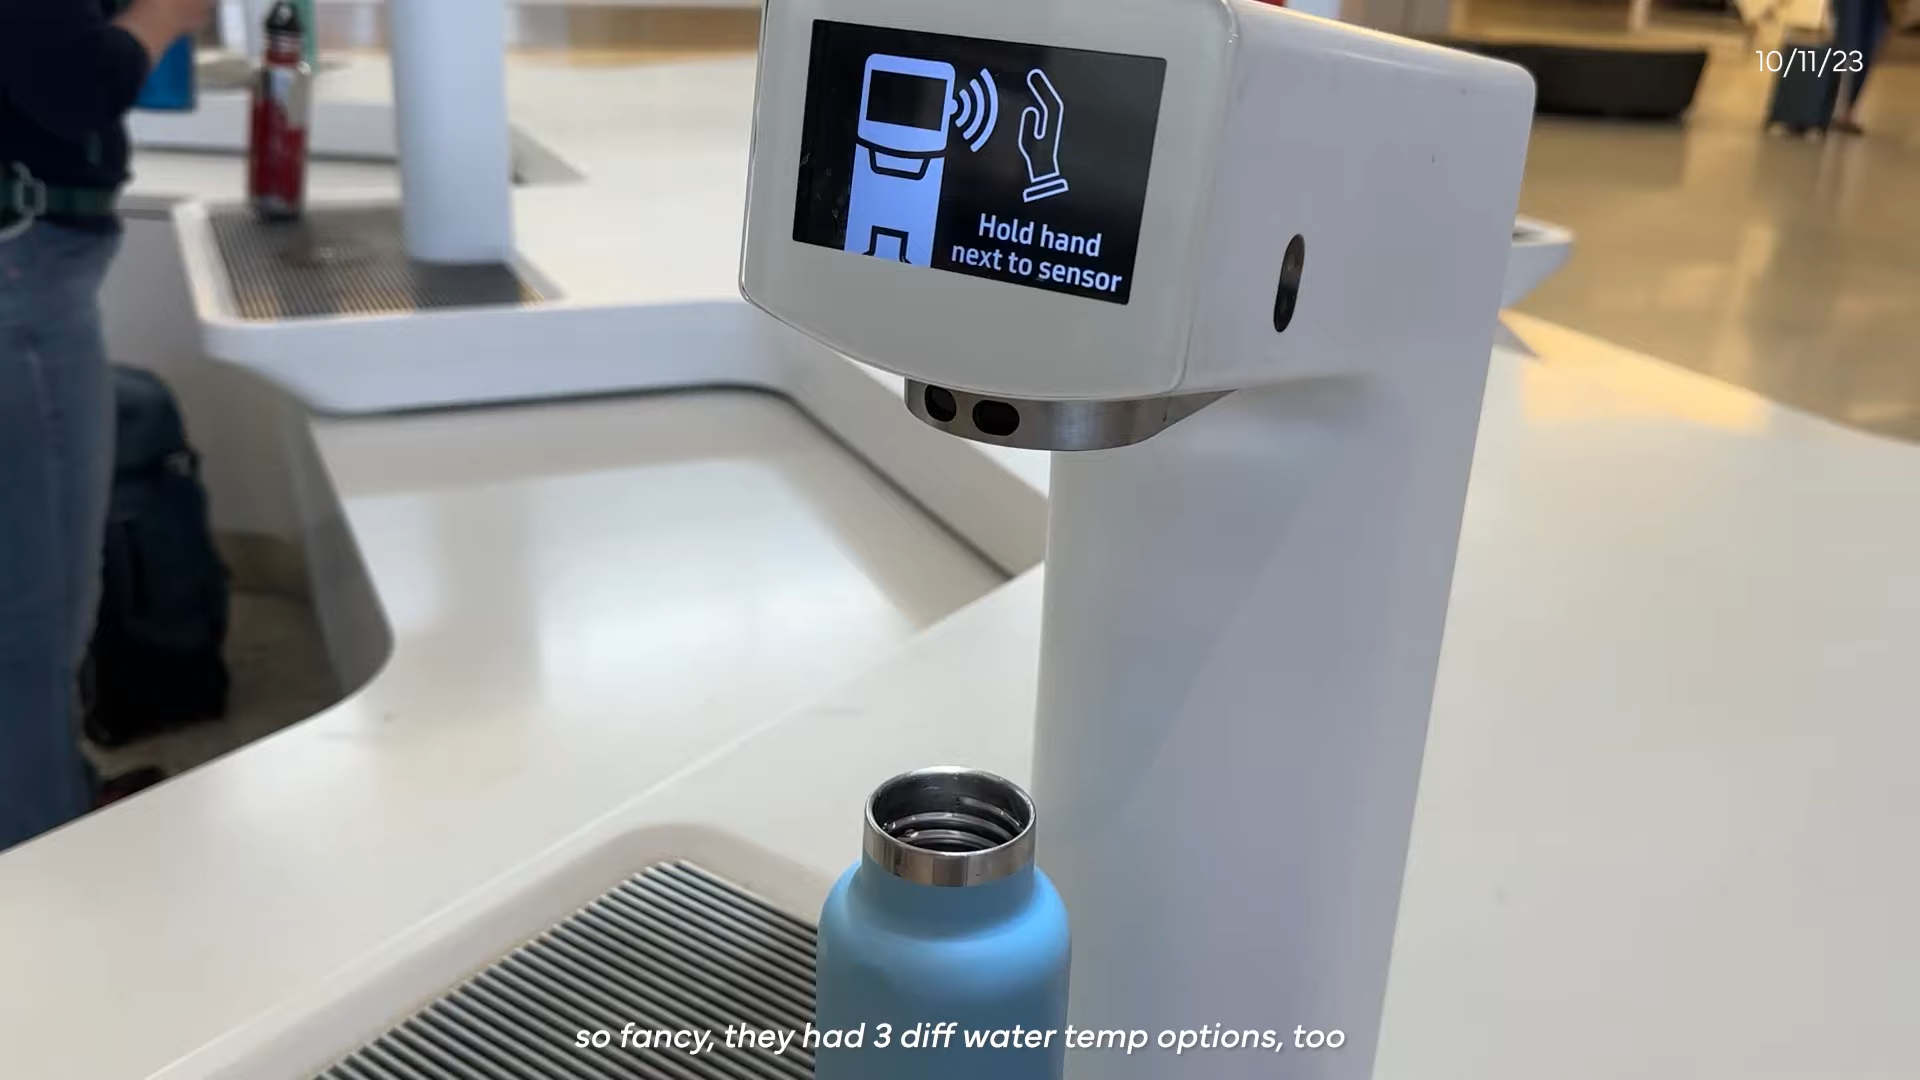 10/11/23
Hold hand
next to sensor
so fancy, they had 3 diff water temp options, too